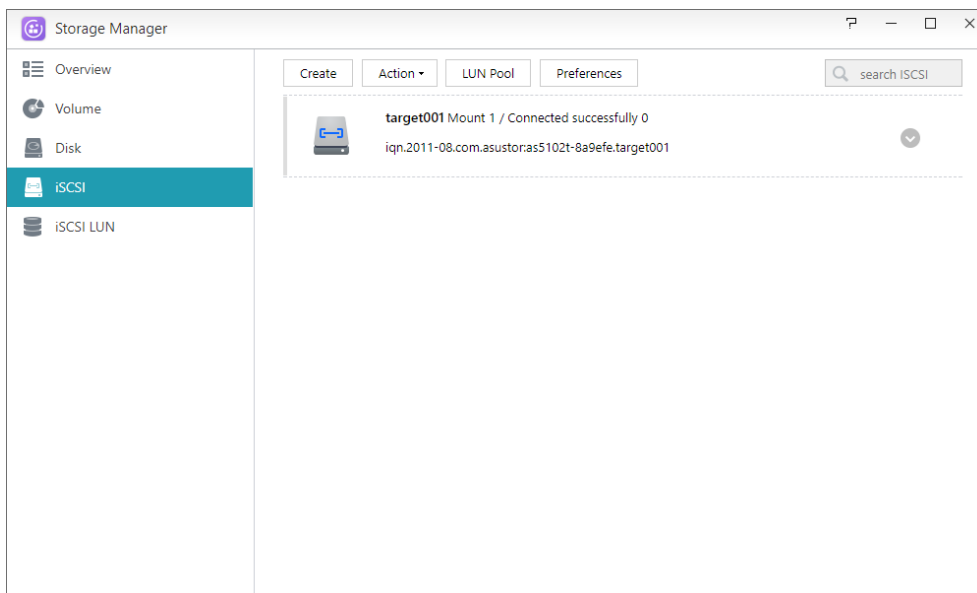 Storage Manager
Overview
Volume
Disk
iSCSI
iSCSI LUN
Create Action LUN Pool Preferences search ISCSI
target001 Mount 1 / Connected successfully 0
iqn.2011-08.com.asustor:as5102t-8a9efe.target001